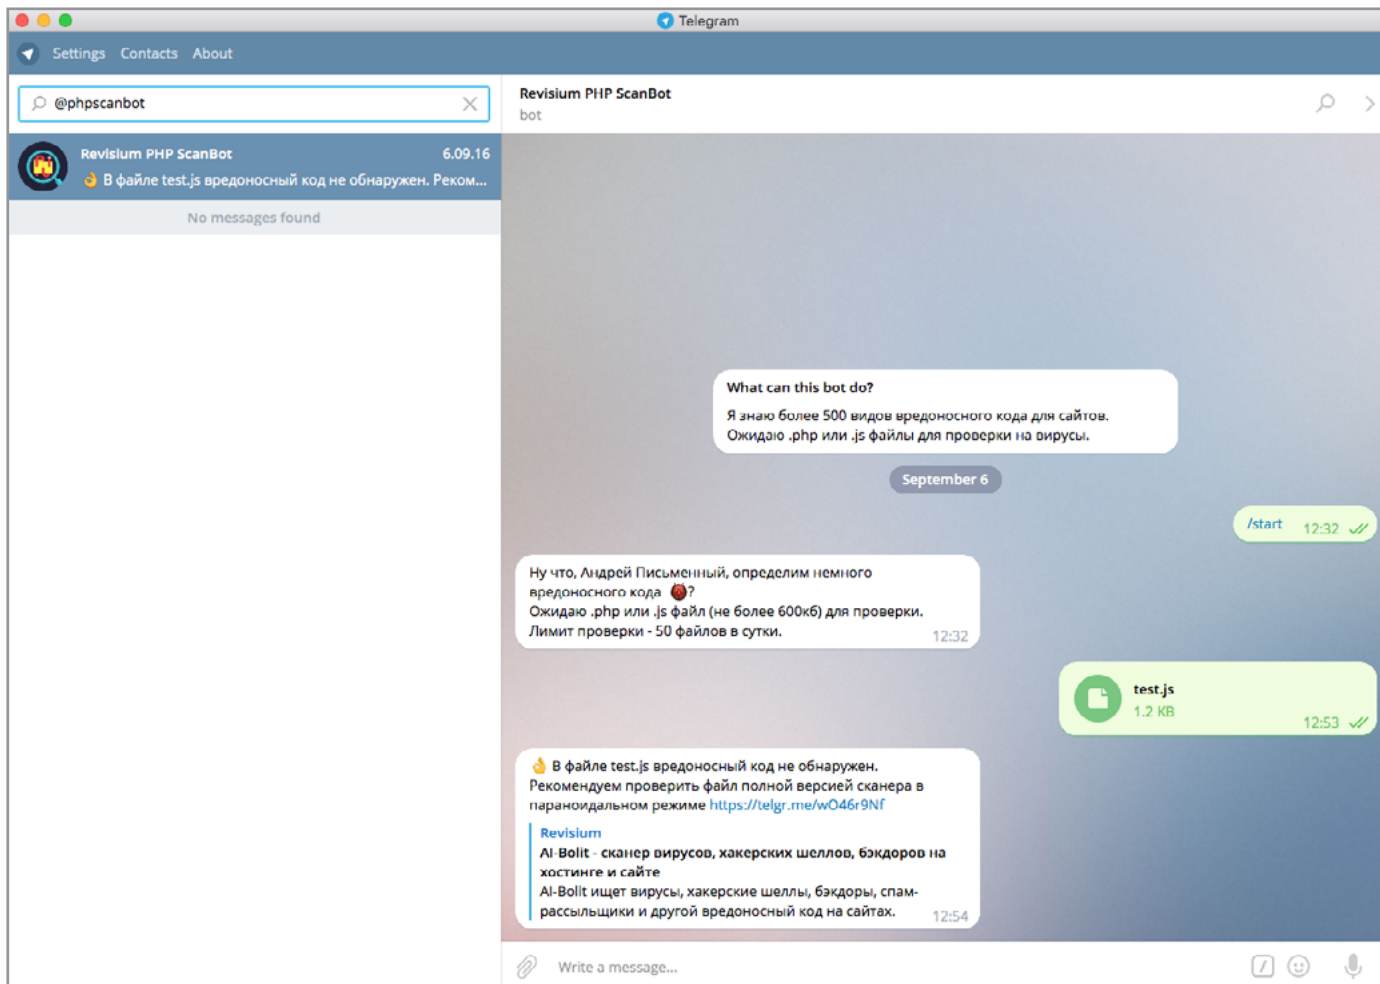 Telegram
Settings Contacts About
@phpscanbot
Revisium PHP ScanBot 6.09.16
👌 В файле test.js вредоносный код не обнаружен. Реком...
No messages found
Revisium PHP ScanBot
bot
What can this bot do?
Я знаю более 500 видов вредоносного кода для сайтов.
Ожидаю .php или .js файлы для проверки на вирусы.
September 6
/start 12:32
Ну что, Андрей Письменный, определим немного
вредоносного кода 👹?
Ожидаю .php или .js файл (не более 600кб) для проверки.
Лимит проверки - 50 файлов в сутки. 12:32
test.js
1.2 KB
12:53
👌 В файле test.js вредоносный код не обнаружен.
Рекомендуем проверить файл полной версией сканера в
параноидальном режиме https://telgr.me/wO46r9Nf
Revisium
AI-Bolit - сканер вирусов, хакерских шеллов, бэкдоров на
хостинге и сайте
AI-Bolit ищет вирусы, хакерские шеллы, бэкдоры, спам-
рассыльщики и другой вредоносный код на сайтах. 12:54
Write a message...